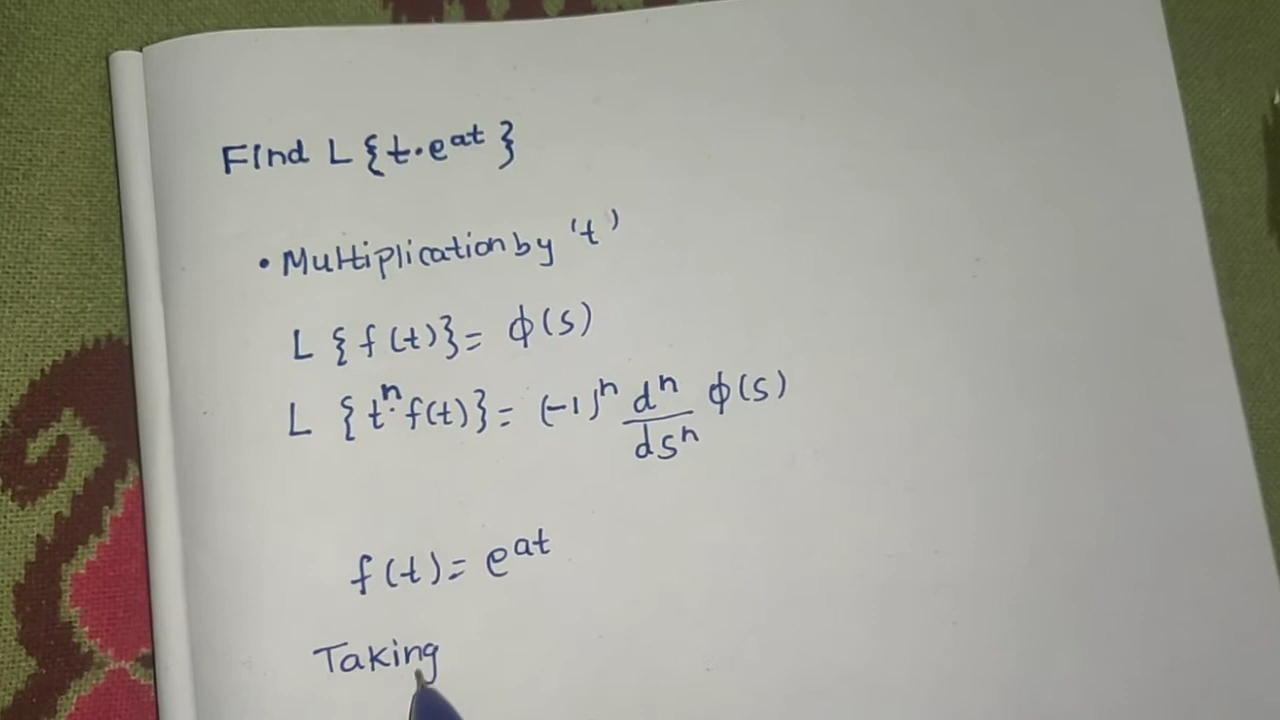 FInd L{t·e^at}
• Multiplication by 't'
L {f(t)}= ϕ(s)
L {t^n·f(t)}= (-1)^n d^n/ds^n ϕ(s)
f(t)= e^at
Taking